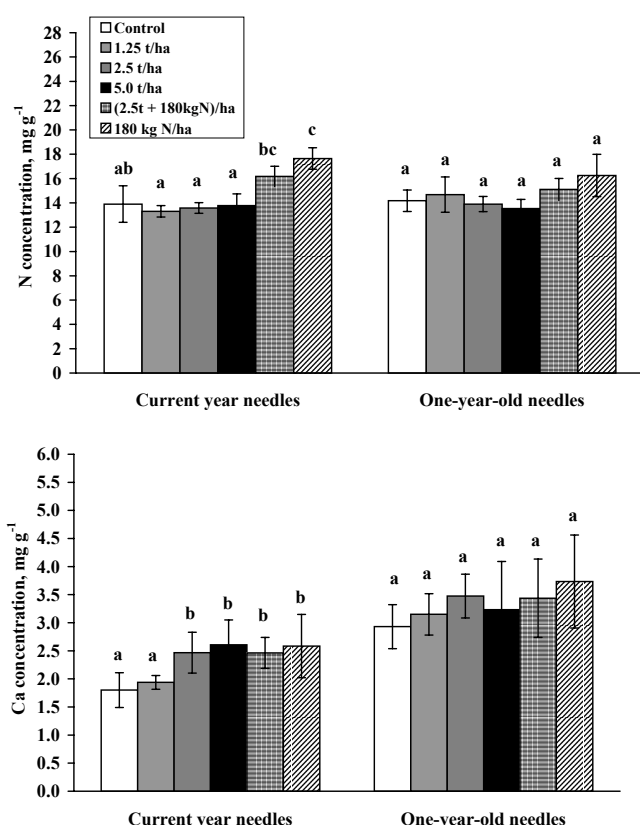 Control
1.25 t/ha
2.5 t/ha
5.0 t/ha
(2.5t + 180kgN)/ha
180 kg N/ha
N concentration, mg g-1
28
26
24
22
20
18
16
14
12
10
8
6
4
2
0
ab a a a bc c
a a a a a a
Current year needles One-year-old needles
Ca concentration, mg g-1
6.0
5.5
5.0
4.5
4.0
3.5
3.0
2.5
2.0
1.5
1.0
0.5
0.0
a a b b b b
a a a a a a
Current year needles One-year-old needles